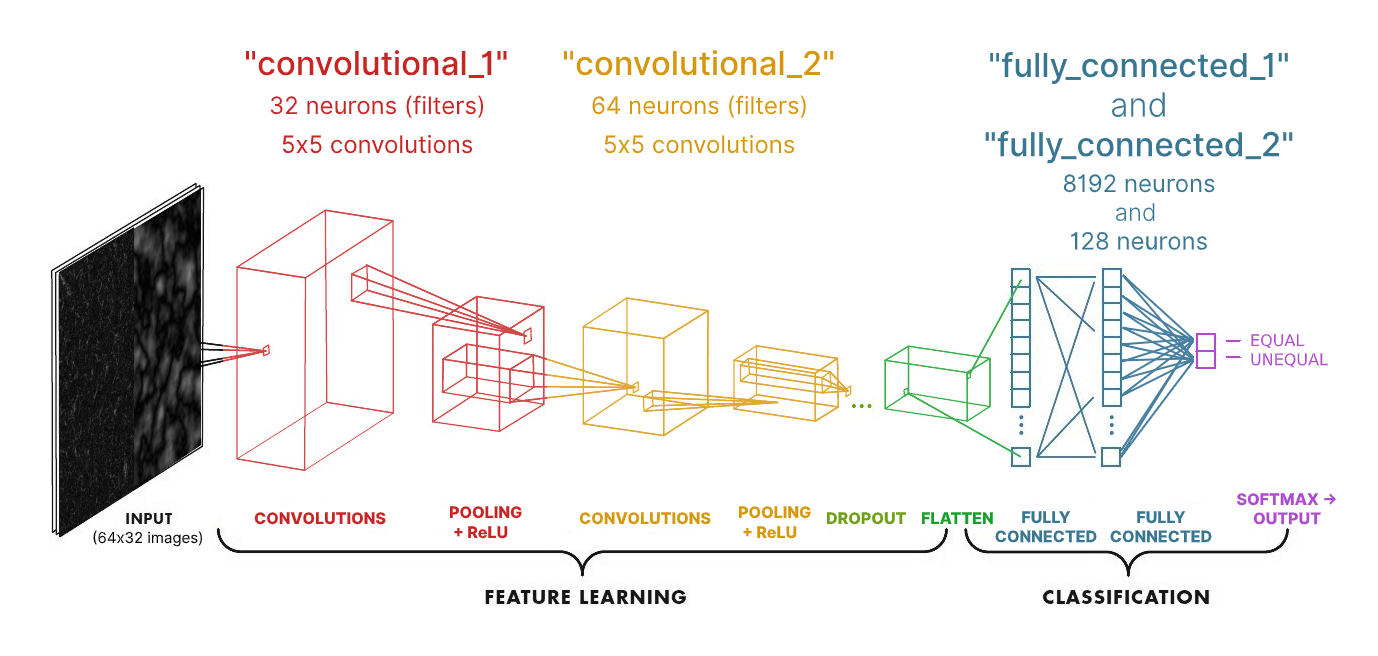 "convolutional_1"
32 neurons (filters)
5x5 convolutions
"convolutional_2"
64 neurons (filters)
5x5 convolutions
"fully_connected_1"
and
"fully_connected_2"
8192 neurons
and
128 neurons
EQUAL
UNEQUAL
INPUT
(64x32 images)
CONVOLUTIONS
POOLING
+ ReLU
CONVOLUTIONS
POOLING
+ ReLU
DROPOUT
FLATTEN
FULLY
CONNECTED
FULLY
CONNECTED
SOFTMAX →
OUTPUT
FEATURE LEARNING
CLASSIFICATION